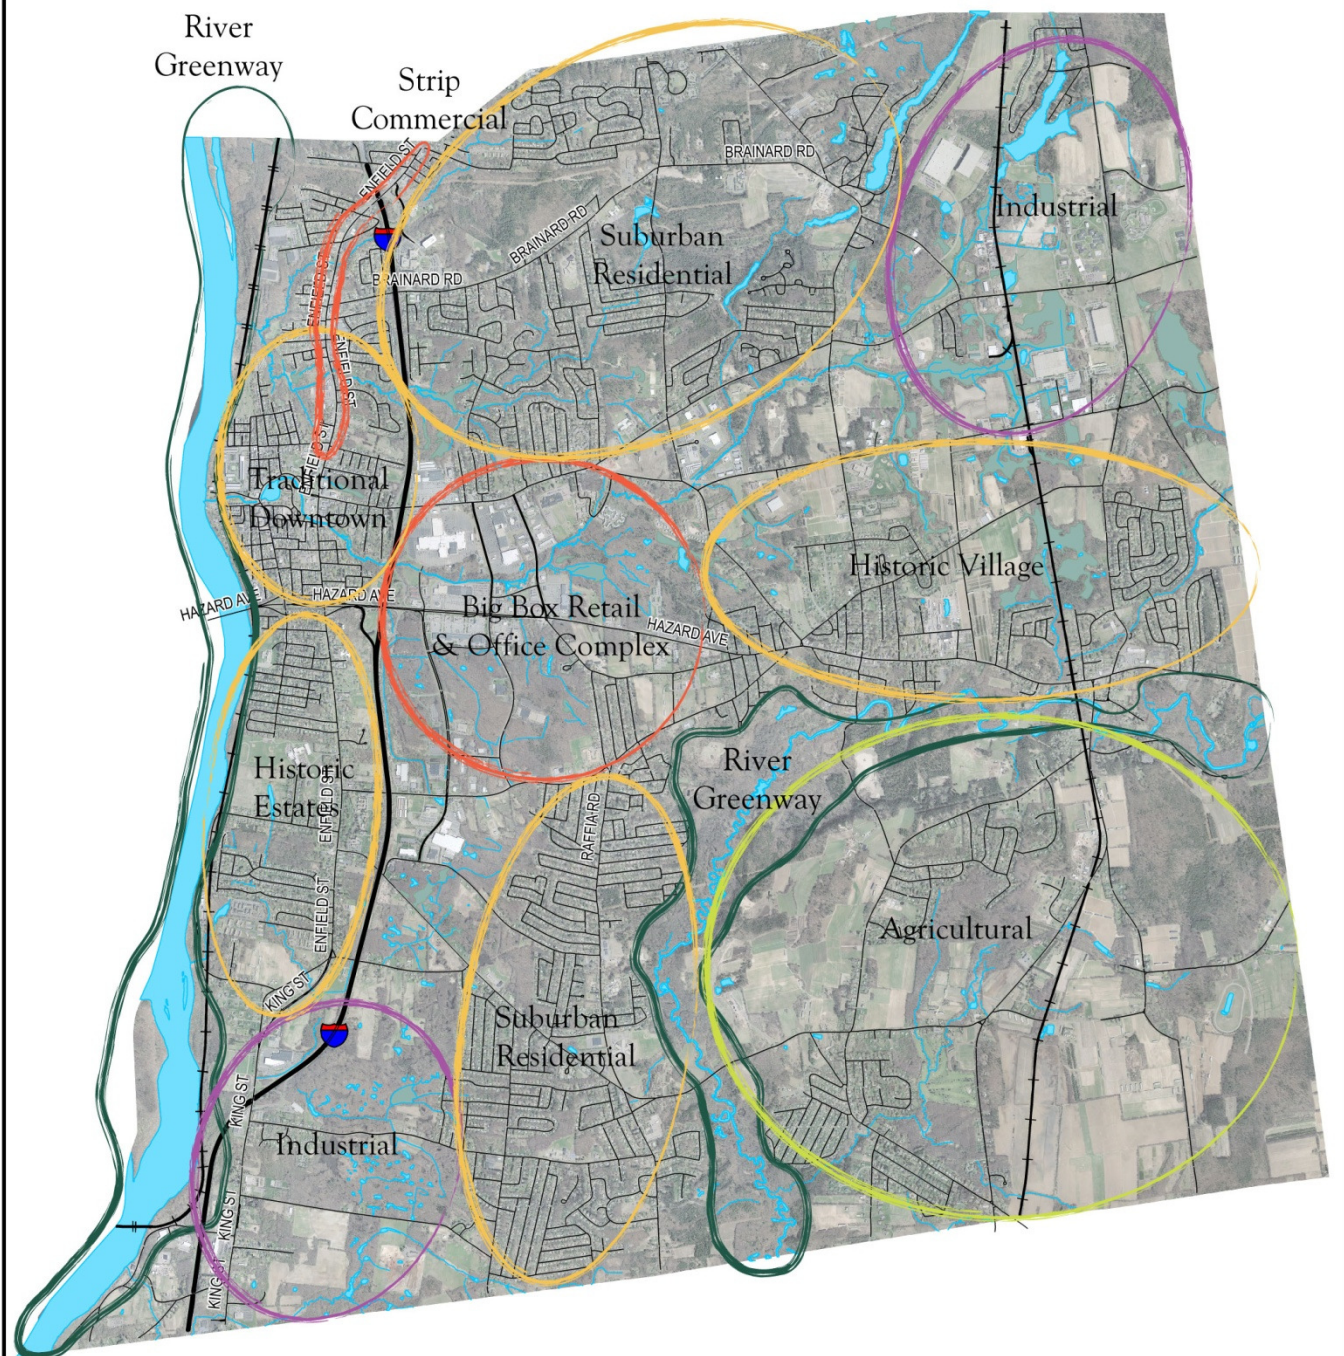 River
Greenway
Strip
Commercial
ENFIELD ST
BRAINARD RD
Industrial
BRAINARD RD
Suburban
Residential
BRAINARD RD
ENFIELD ST
ENFIELD ST
ENFIELD ST
Traditional
Downtown
Historic Village
HAZARD AVE
HAZARD AVE
Big Box Retail
& Office Complex
HAZARD AVE
Historic
Estates
ENFIELD ST
River
Greenway
RAFFIA RD
ENFIELD ST
Agricultural
KING ST
Suburban
Residential
KING ST
Industrial
KING ST
KING ST